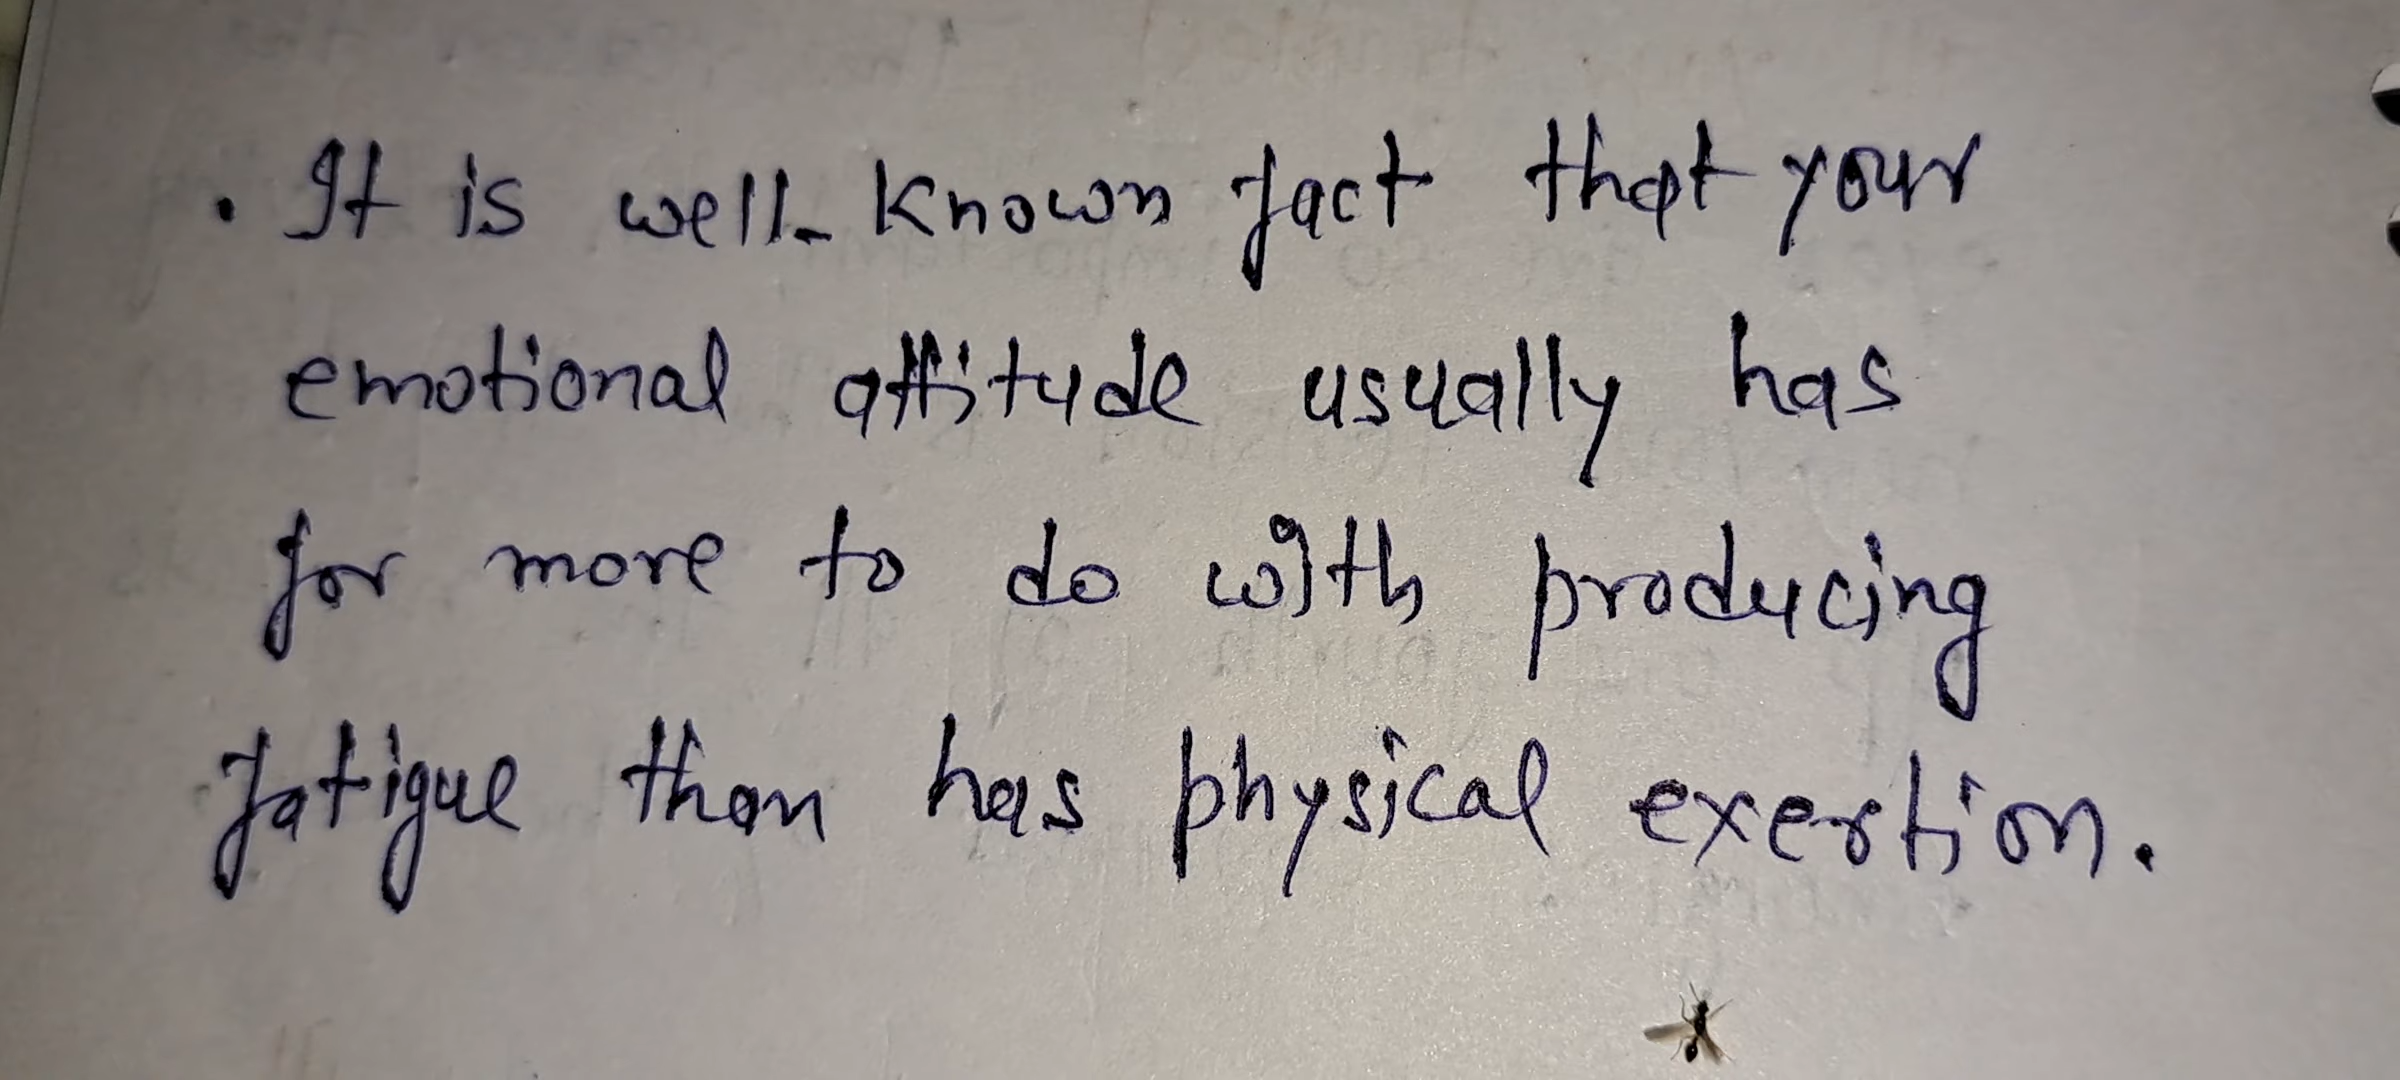 . It is well-known fact that your
emotional attitude usually has
for more to do with producing
fatigue than has physical exertion.